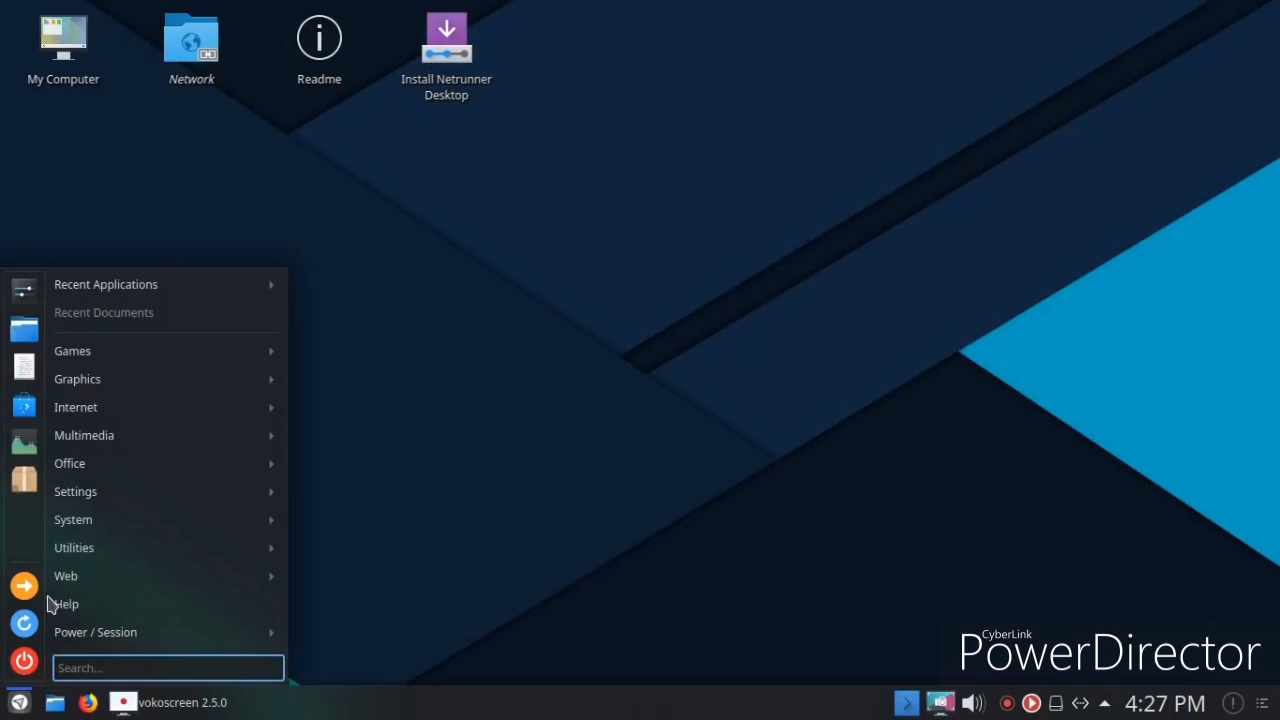 My Computer
Network
Readme
Install Netrunner
Desktop
Recent Applications
Recent Documents
Games
Graphics
Internet
Multimedia
Office
Settings
System
Utilities
Web
Help
Power / Session
Search...
CyberLink
PowerDirector
vokoscreen 2.5.0
4:27 PM